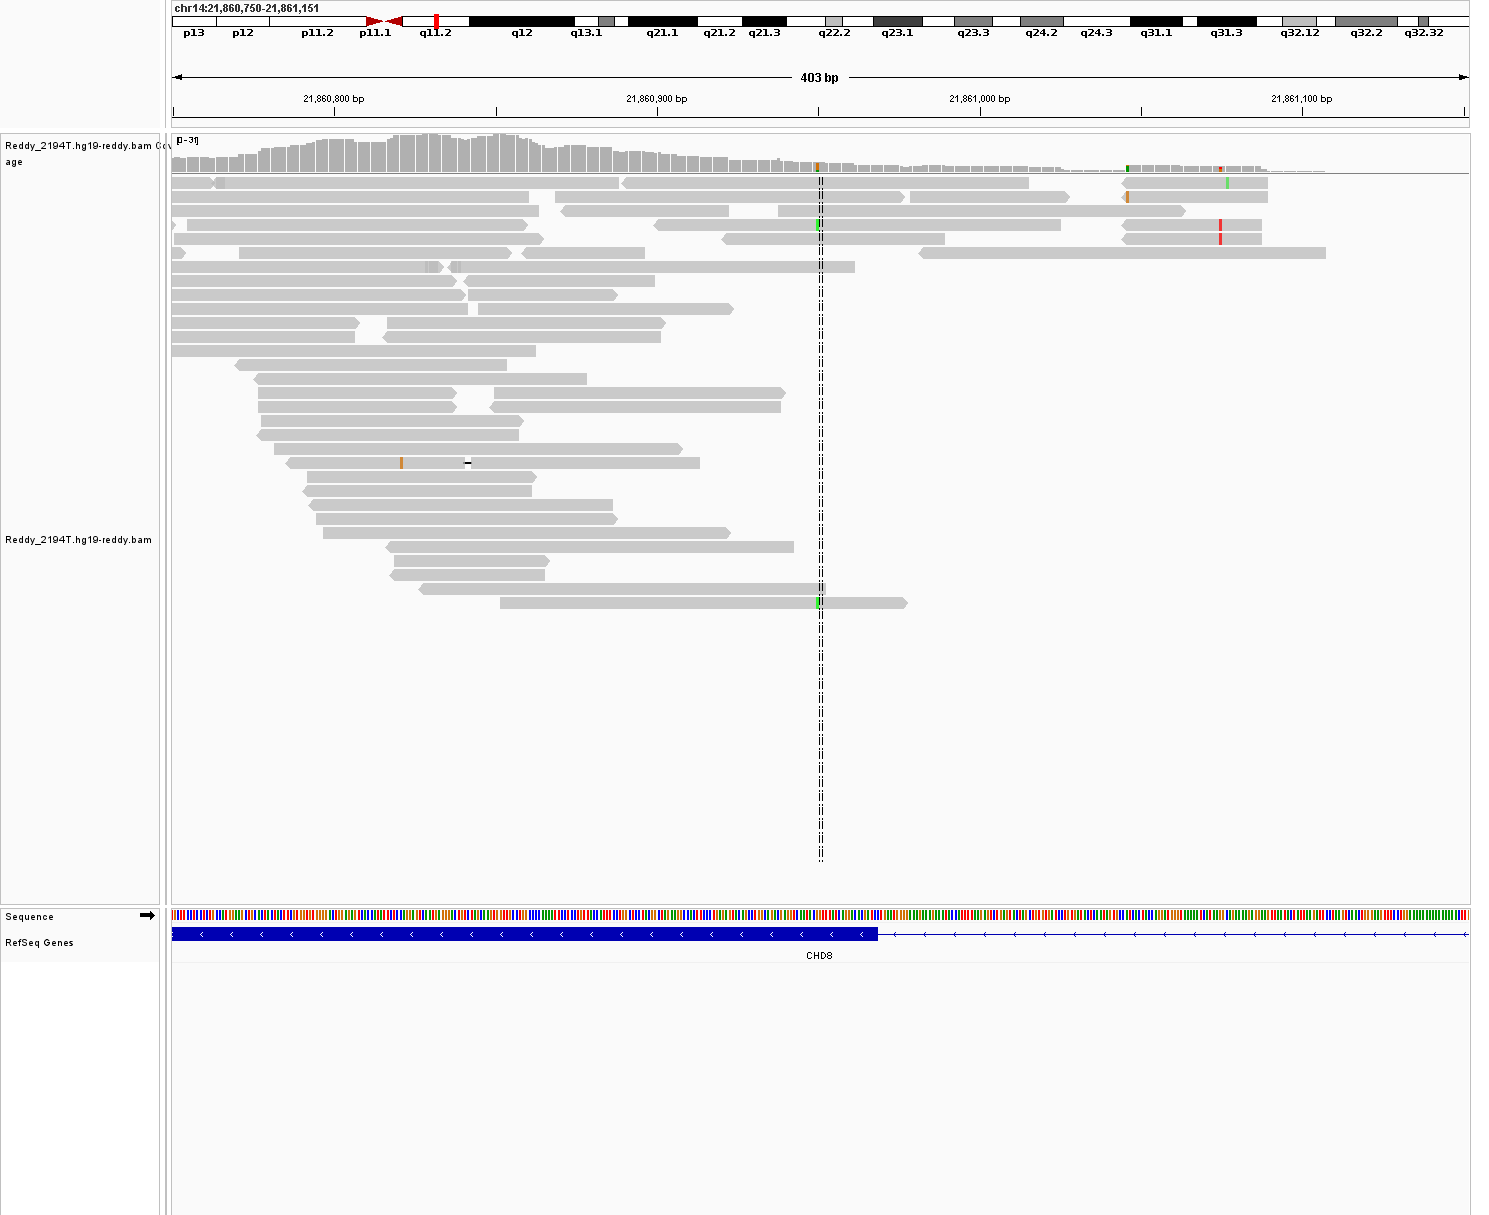 chr14:21,860,750-21,861,151
p13 p12 p11.2 p11.1 q11.2 q12 q13.1 q21.1 q21.2 q21.3 q22.2 q23.1 q23.3 q24.2 q24.3 q31.1 q31.3 q32.12 q32.2 q32.32
403 bp
21,860,800 bp 21,860,900 bp 21,861,000 bp 21,861,100 bp
[0-31]
Reddy_2194T.hg19-reddy.bam Cov
age
Reddy_2194T.hg19-reddy.bam
Sequence
RefSeq Genes
CHD8